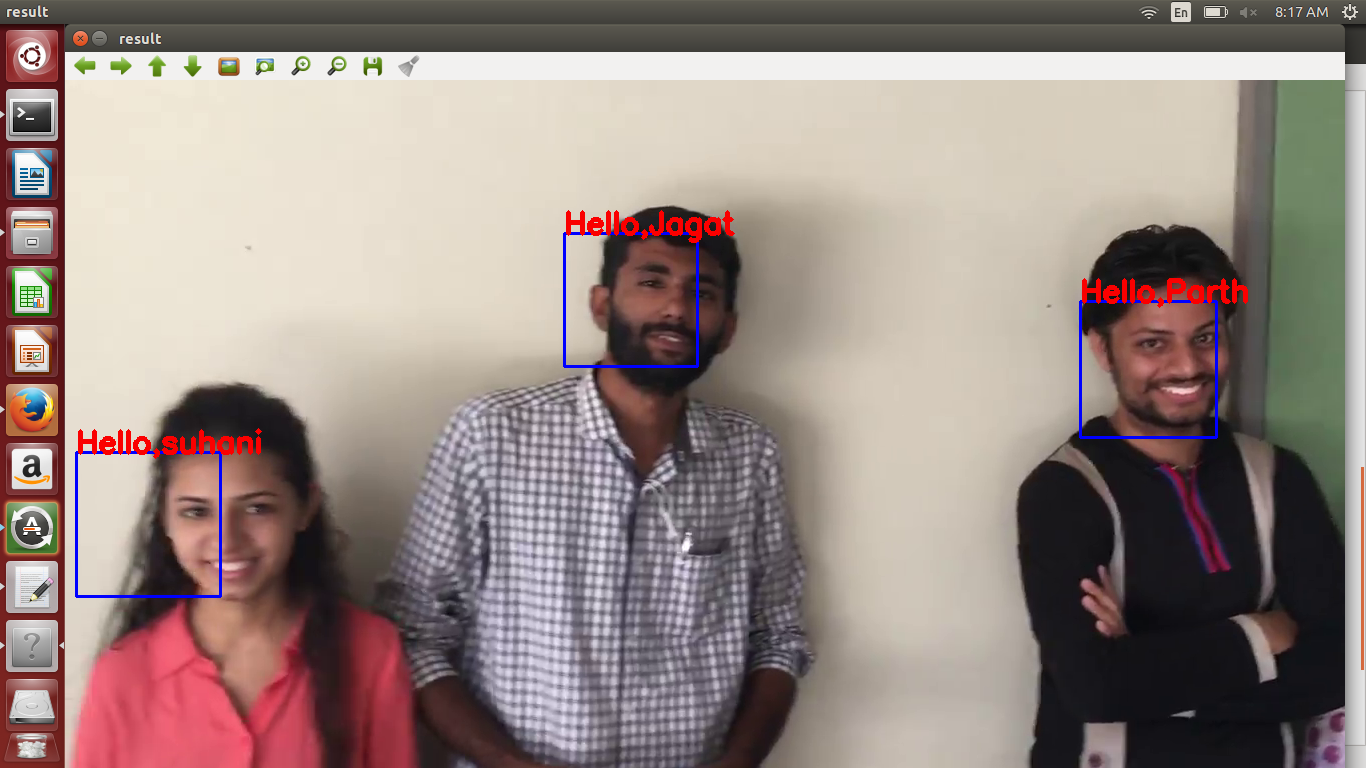 result
En
8:17 AM
result
Hello,Jagat
Hello,Parth
Hello,suhani